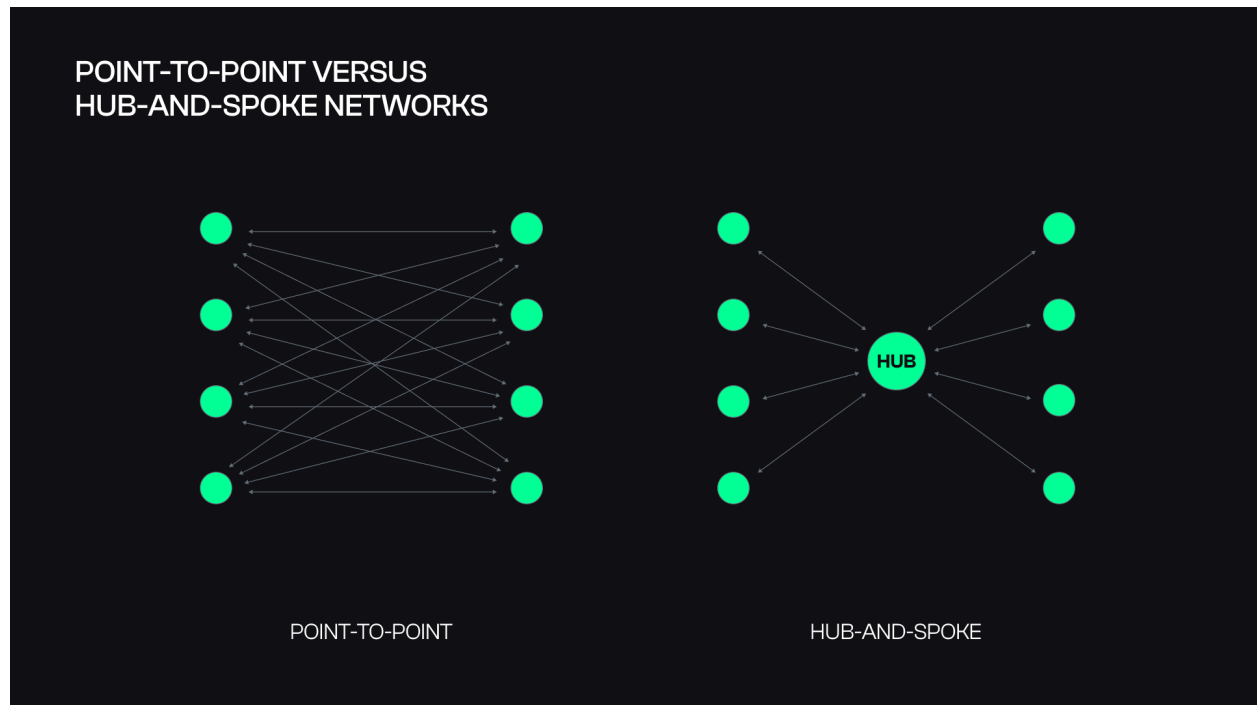 POINT-TO-POINT VERSUS
HUB-AND-SPOKE NETWORKS
HUB
POINT-TO-POINT
HUB-AND-SPOKE